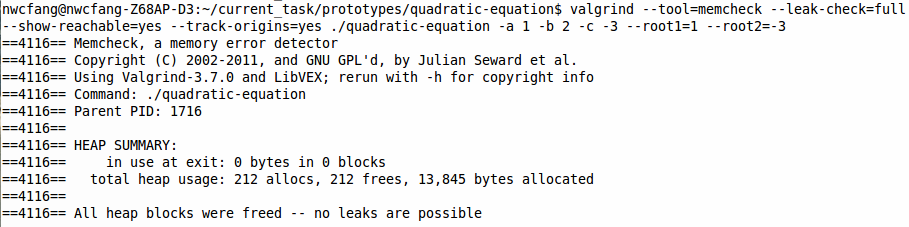 nwcfang@nwcfang-Z68AP-D3:~/current_task/prototypes/quadratic-equation$ valgrind --tool=memcheck --leak-check=full
--show-reachable=yes --track-origins=yes ./quadratic-equation -a 1 -b 2 -c -3 --root1=1 --root2=-3
==4116== Memcheck, a memory error detector
==4116== Copyright (C) 2002-2011, and GNU GPL'd, by Julian Seward et al.
==4116== Using Valgrind-3.7.0 and LibVEX; rerun with -h for copyright info
==4116== Command: ./quadratic-equation
==4116== Parent PID: 1716
==4116==
==4116== HEAP SUMMARY:
==4116==     in use at exit: 0 bytes in 0 blocks
==4116==   total heap usage: 212 allocs, 212 frees, 13,845 bytes allocated
==4116==
==4116== All heap blocks were freed -- no leaks are possible